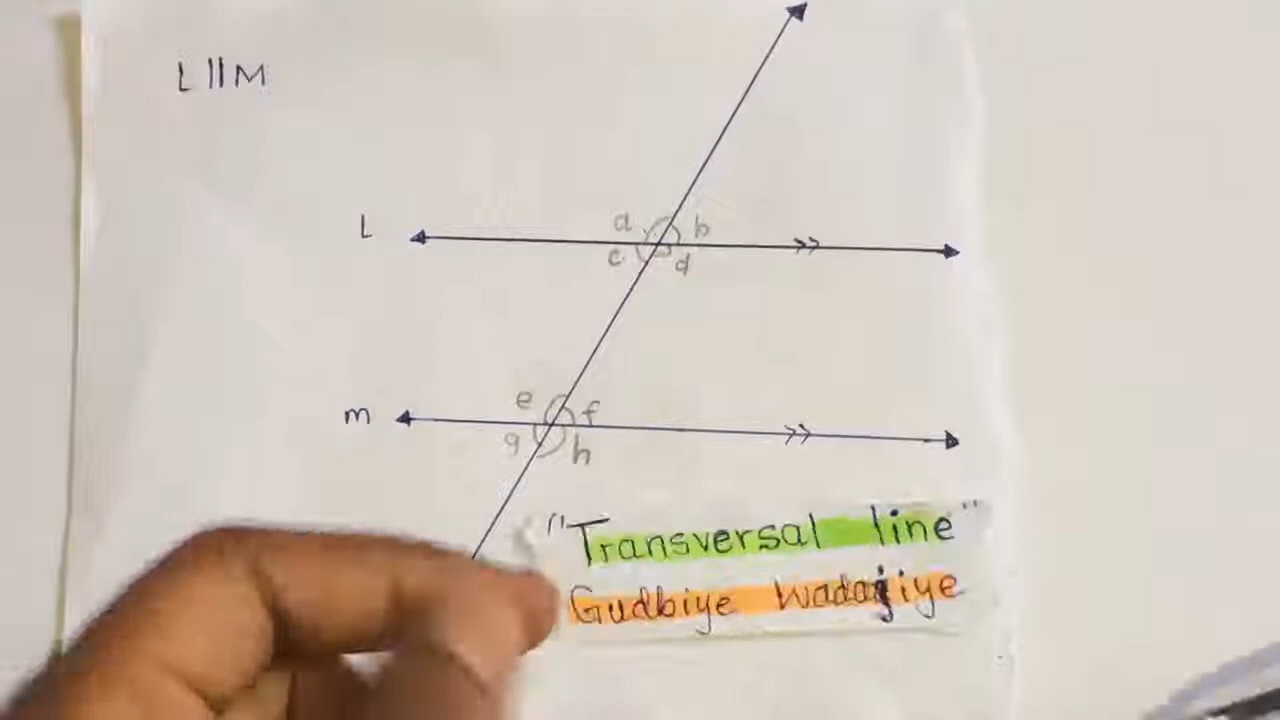 L || M
a b
L
c d
e f
m
g h
"Transversal line"
Gudbiye Wadajiye